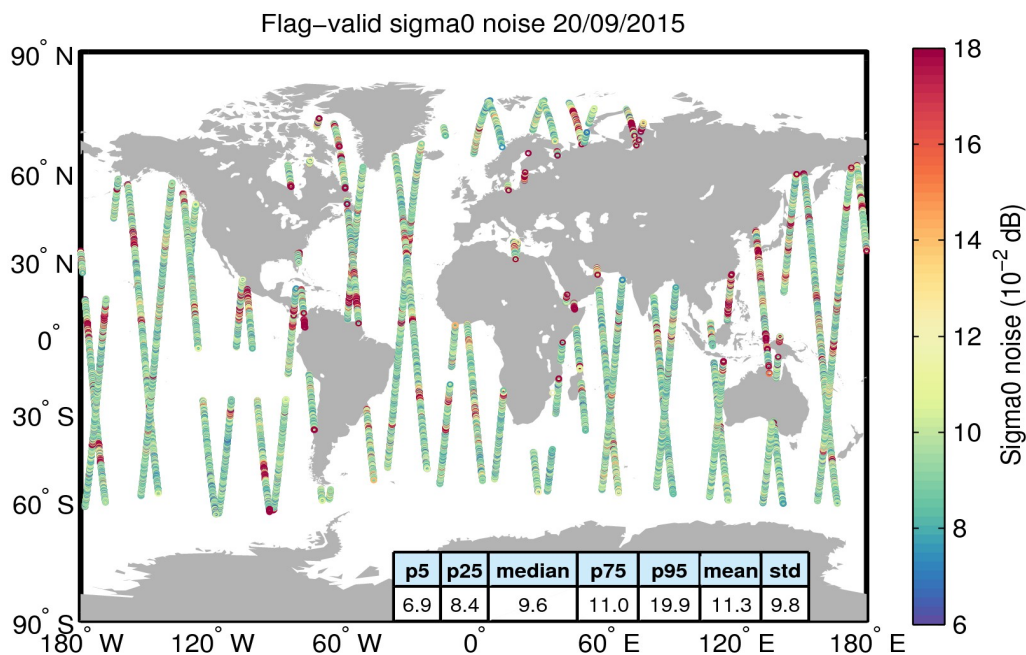 Flag−valid sigma0 noise 20/09/2015
90° N
60° N
30° N
0°
30° S
60° S
90° S
180° W
120° W
60° W
0°
60° E
120° E
180° E
p5 p25 median p75 p95 mean std
6.9 8.4 9.6 11.0 19.9 11.3 9.8
18
16
14
12
10
8
6
Sigma0 noise (10⁻² dB)